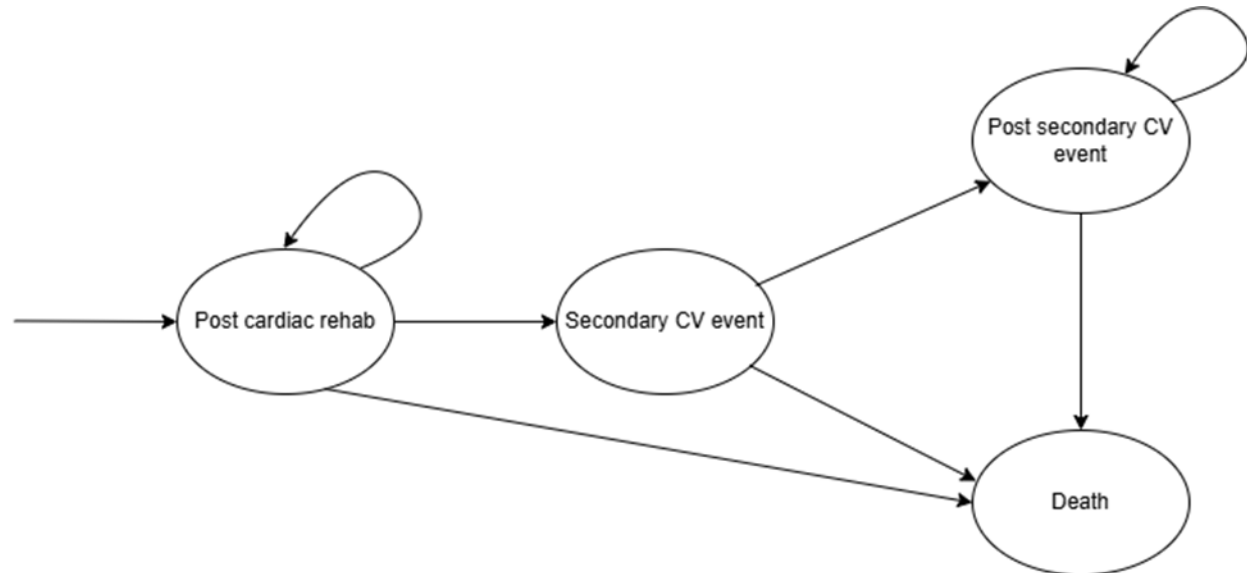 Post secondary CV
event
Post cardiac rehab
Secondary CV event
Death